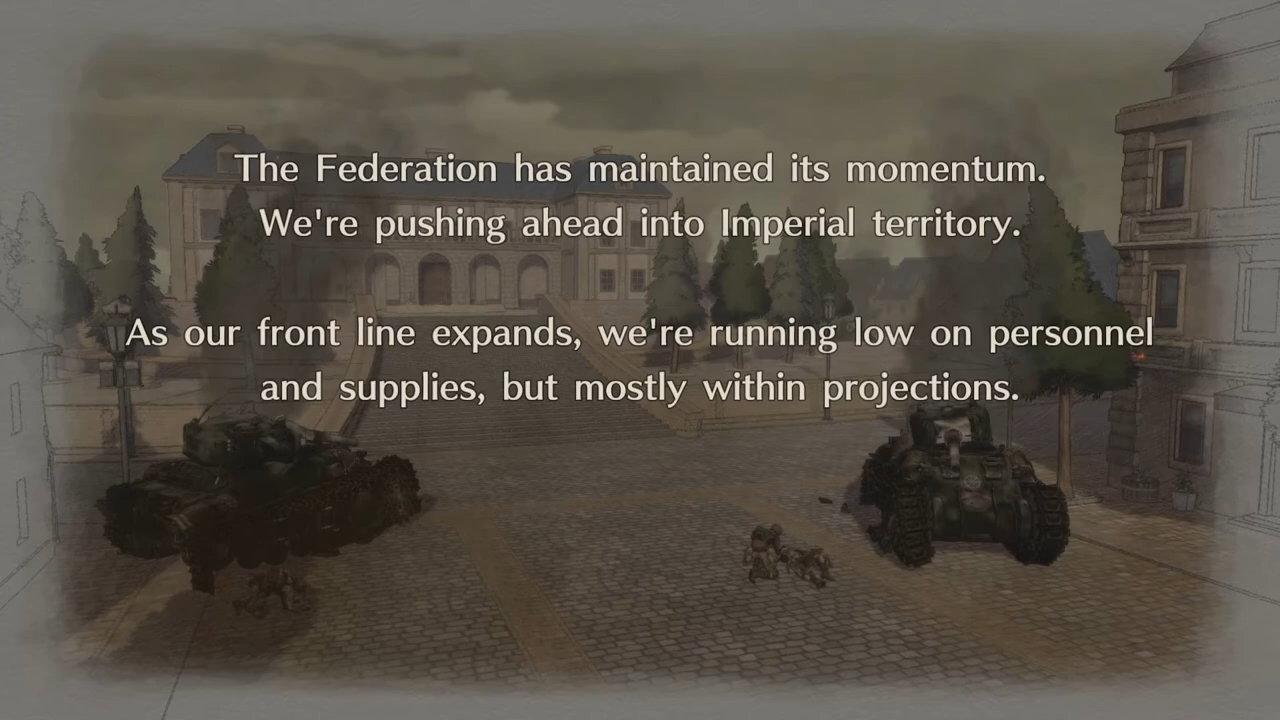 The Federation has maintained its momentum.
We're pushing ahead into Imperial territory.
As our front line expands, we're running low on personnel
and supplies, but mostly within projections.